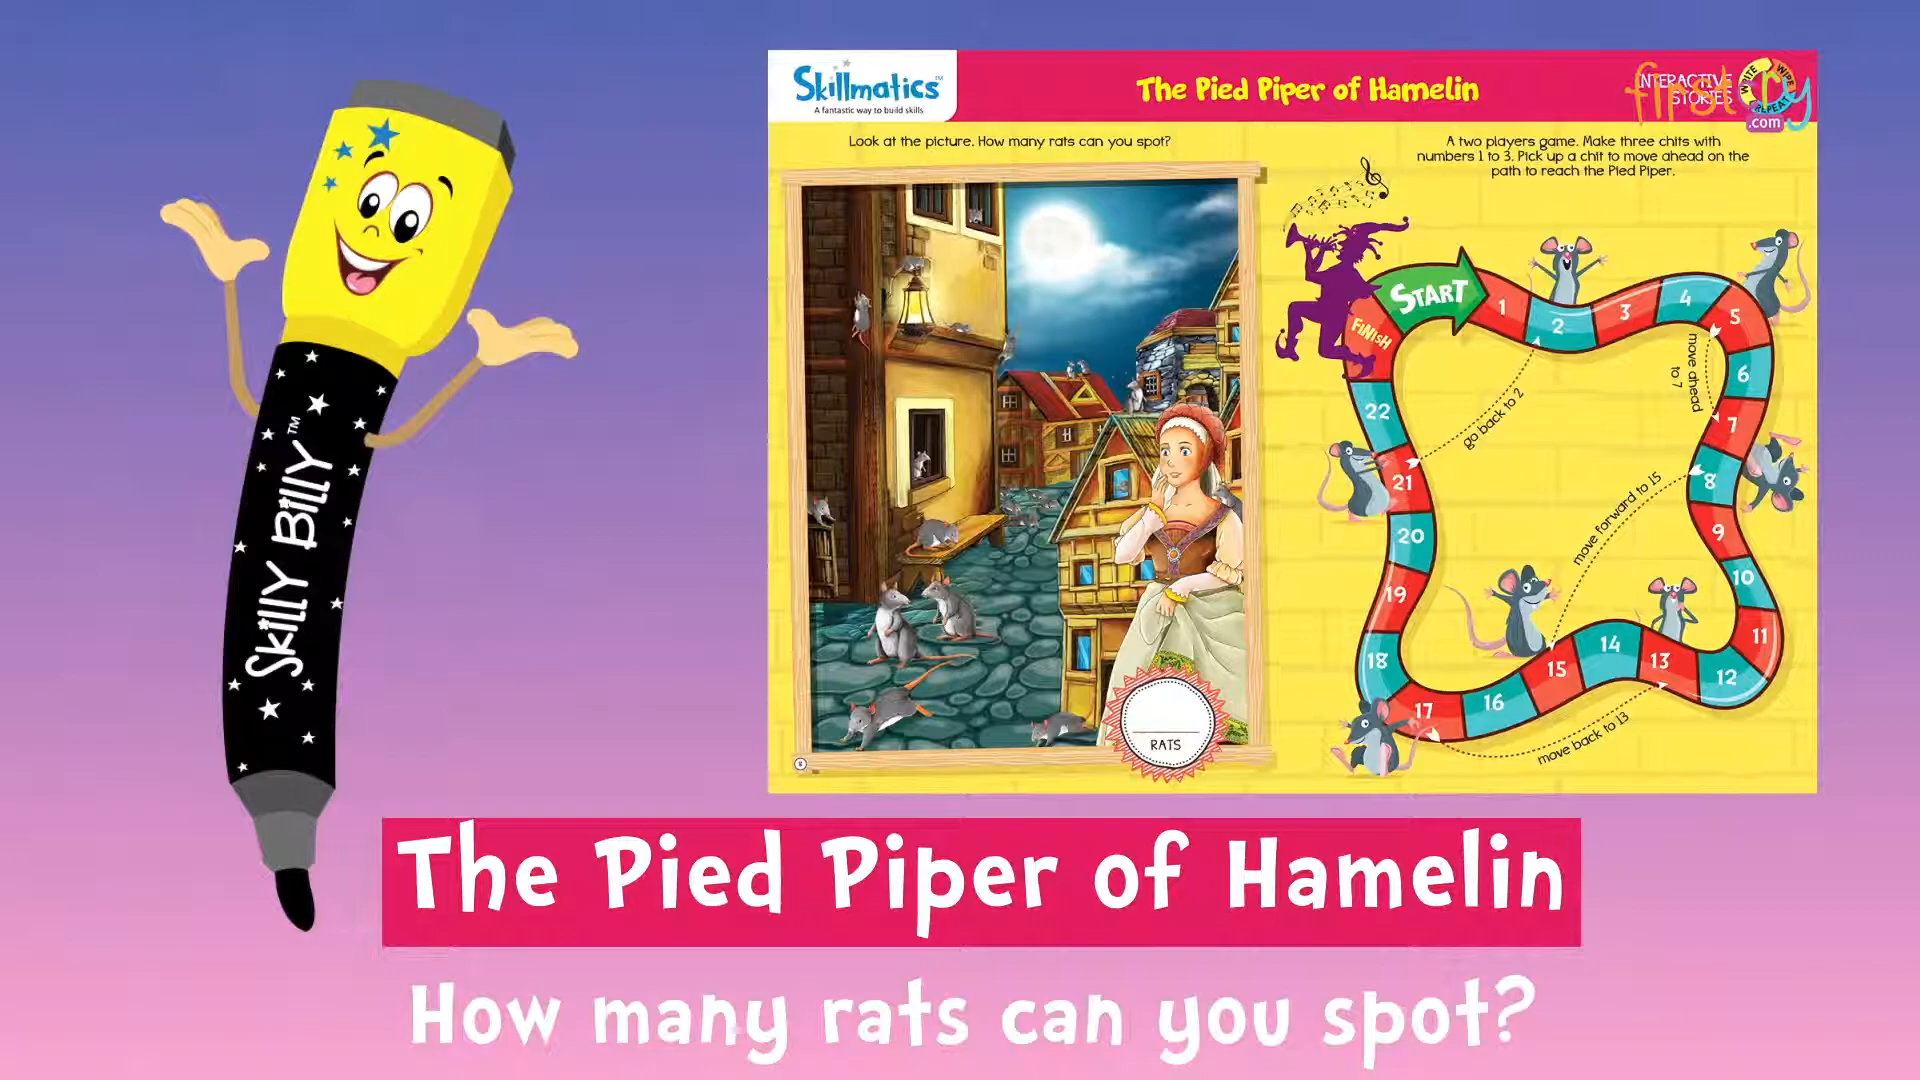 Skillmatics™
A fantastic way to build skills
The Pied Piper of Hamelin
INTERACTIVE
STORIES
WRITE WIPE REPEAT
firstcry
.com
Look at the picture. How many rats can you spot?
A two players game. Make three chits with
numbers 1 to 3. Pick up a chit to move ahead on the
path to reach the Pied Piper.
START
FINISH
1
2
3
4
5
6
7
8
9
10
11
12
13
14
15
16
17
18
19
20
21
22
move ahead
to 7
go back to 2
move forward to 15
move back to 13
RATS
8
SKILLY BILLY™
The Pied Piper of Hamelin
How many rats can you spot?